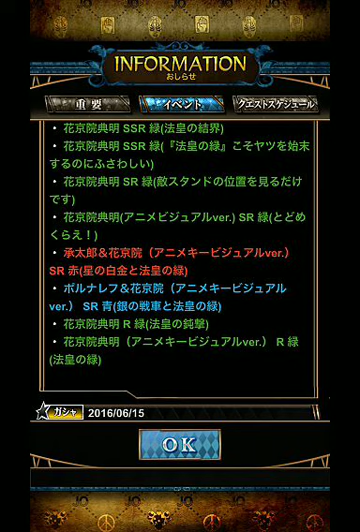 INFORMATION
おしらせ
重要 イベント クエストスケジュール
・ 花京院典明 SSR 緑(法皇の結界)
・ 花京院典明 SSR 緑(『法皇の緑』こそヤツを始末
するのにふさわしい)
・ 花京院典明 SR 緑(敵スタンドの位置を見るだけ
です)
・ 花京院典明(アニメビジュアルver.) SR 緑(とどめ
くらえ！)
・ 承太郎＆花京院（アニメキービジュアルver.）
SR 赤(星の白金と法皇の緑)
・ ポルナレフ＆花京院（アニメキービジュアル
ver.） SR 青(銀の戦車と法皇の緑)
・ 花京院典明 R 緑(法皇の鈍撃)
・ 花京院典明（アニメキービジュアルver.） R 緑
(法皇の緑)
ガシャ 2016/06/15
OK